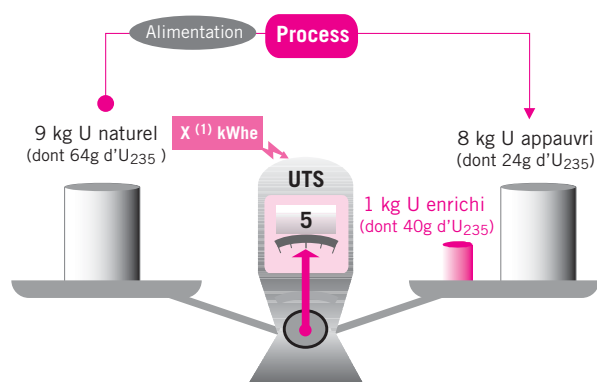 Alimentation
Process
9 kg U naturel
(dont 64g d'U235 )
X (1) kWhe
8 kg U appauvri
(dont 24g d'U235)
UTS
5
1 kg U enrichi
(dont 40g d'U235)